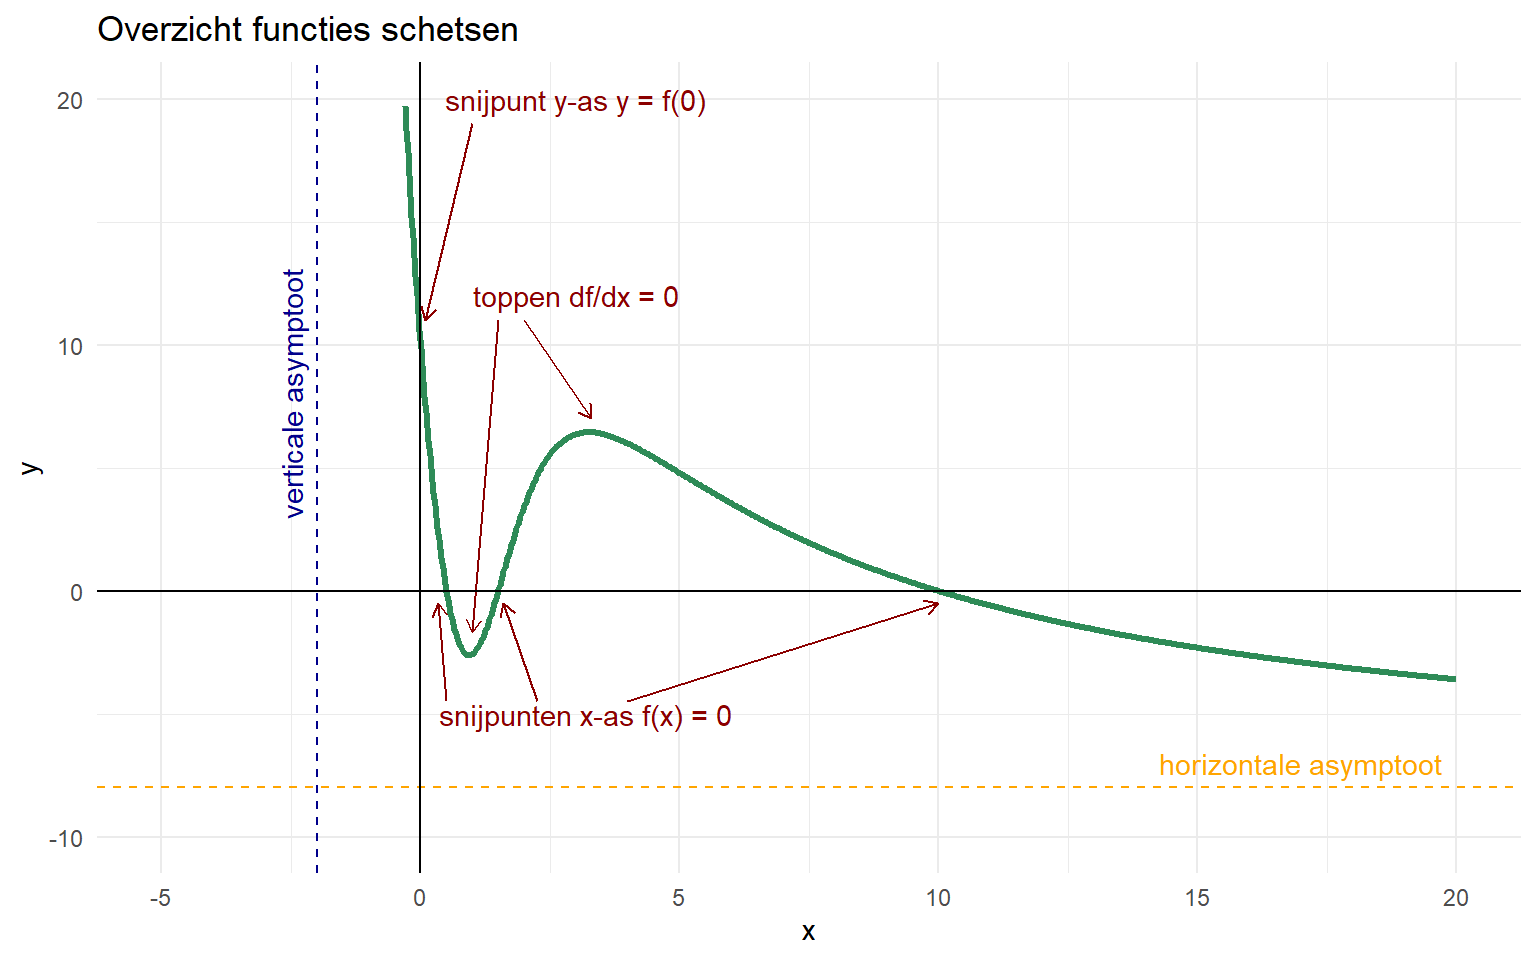 Overzicht functies schetsen
20
snijpunt y-as y = f(0)
verticale asymptoot
toppen df/dx = 0
10
y
0
snijpunten x-as f(x) = 0
horizontale asymptoot
-10
-5
0
5
10
15
20
x